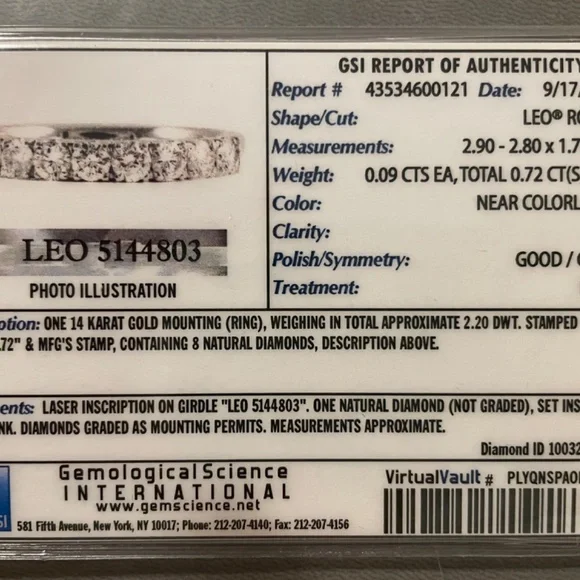 GSI REPORT OF AUTHENTICITY
Report # 43534600121 Date: 9/17/
Shape/Cut: LEO® RO
Measurements: 2.90 - 2.80 x 1.7
Weight: 0.09 CTS EA, TOTAL 0.72 CT(S
Color: NEAR COLORL
Clarity:
Polish/Symmetry: GOOD / G
Treatment:
LEO 5144803
PHOTO ILLUSTRATION
ption: ONE 14 KARAT GOLD MOUNTING (RING), WEIGHING IN TOTAL APPROXIMATE 2.20 DWT. STAMPED
.72" & MFG'S STAMP, CONTAINING 8 NATURAL DIAMONDS, DESCRIPTION ABOVE.
ents: LASER INSCRIPTION ON GIRDLE "LEO 5144803". ONE NATURAL DIAMOND (NOT GRADED), SET INS
NK. DIAMONDS GRADED AS MOUNTING PERMITS. MEASUREMENTS APPROXIMATE.
Diamond ID 10032
SI
Gemological Science
INTERNATIONAL
www.gemscience.net
581 Fifth Avenue, New York, NY 10017; Phone: 212-207-4140; Fax: 212-207-4156
VirtualVault # PLYQNSPAO